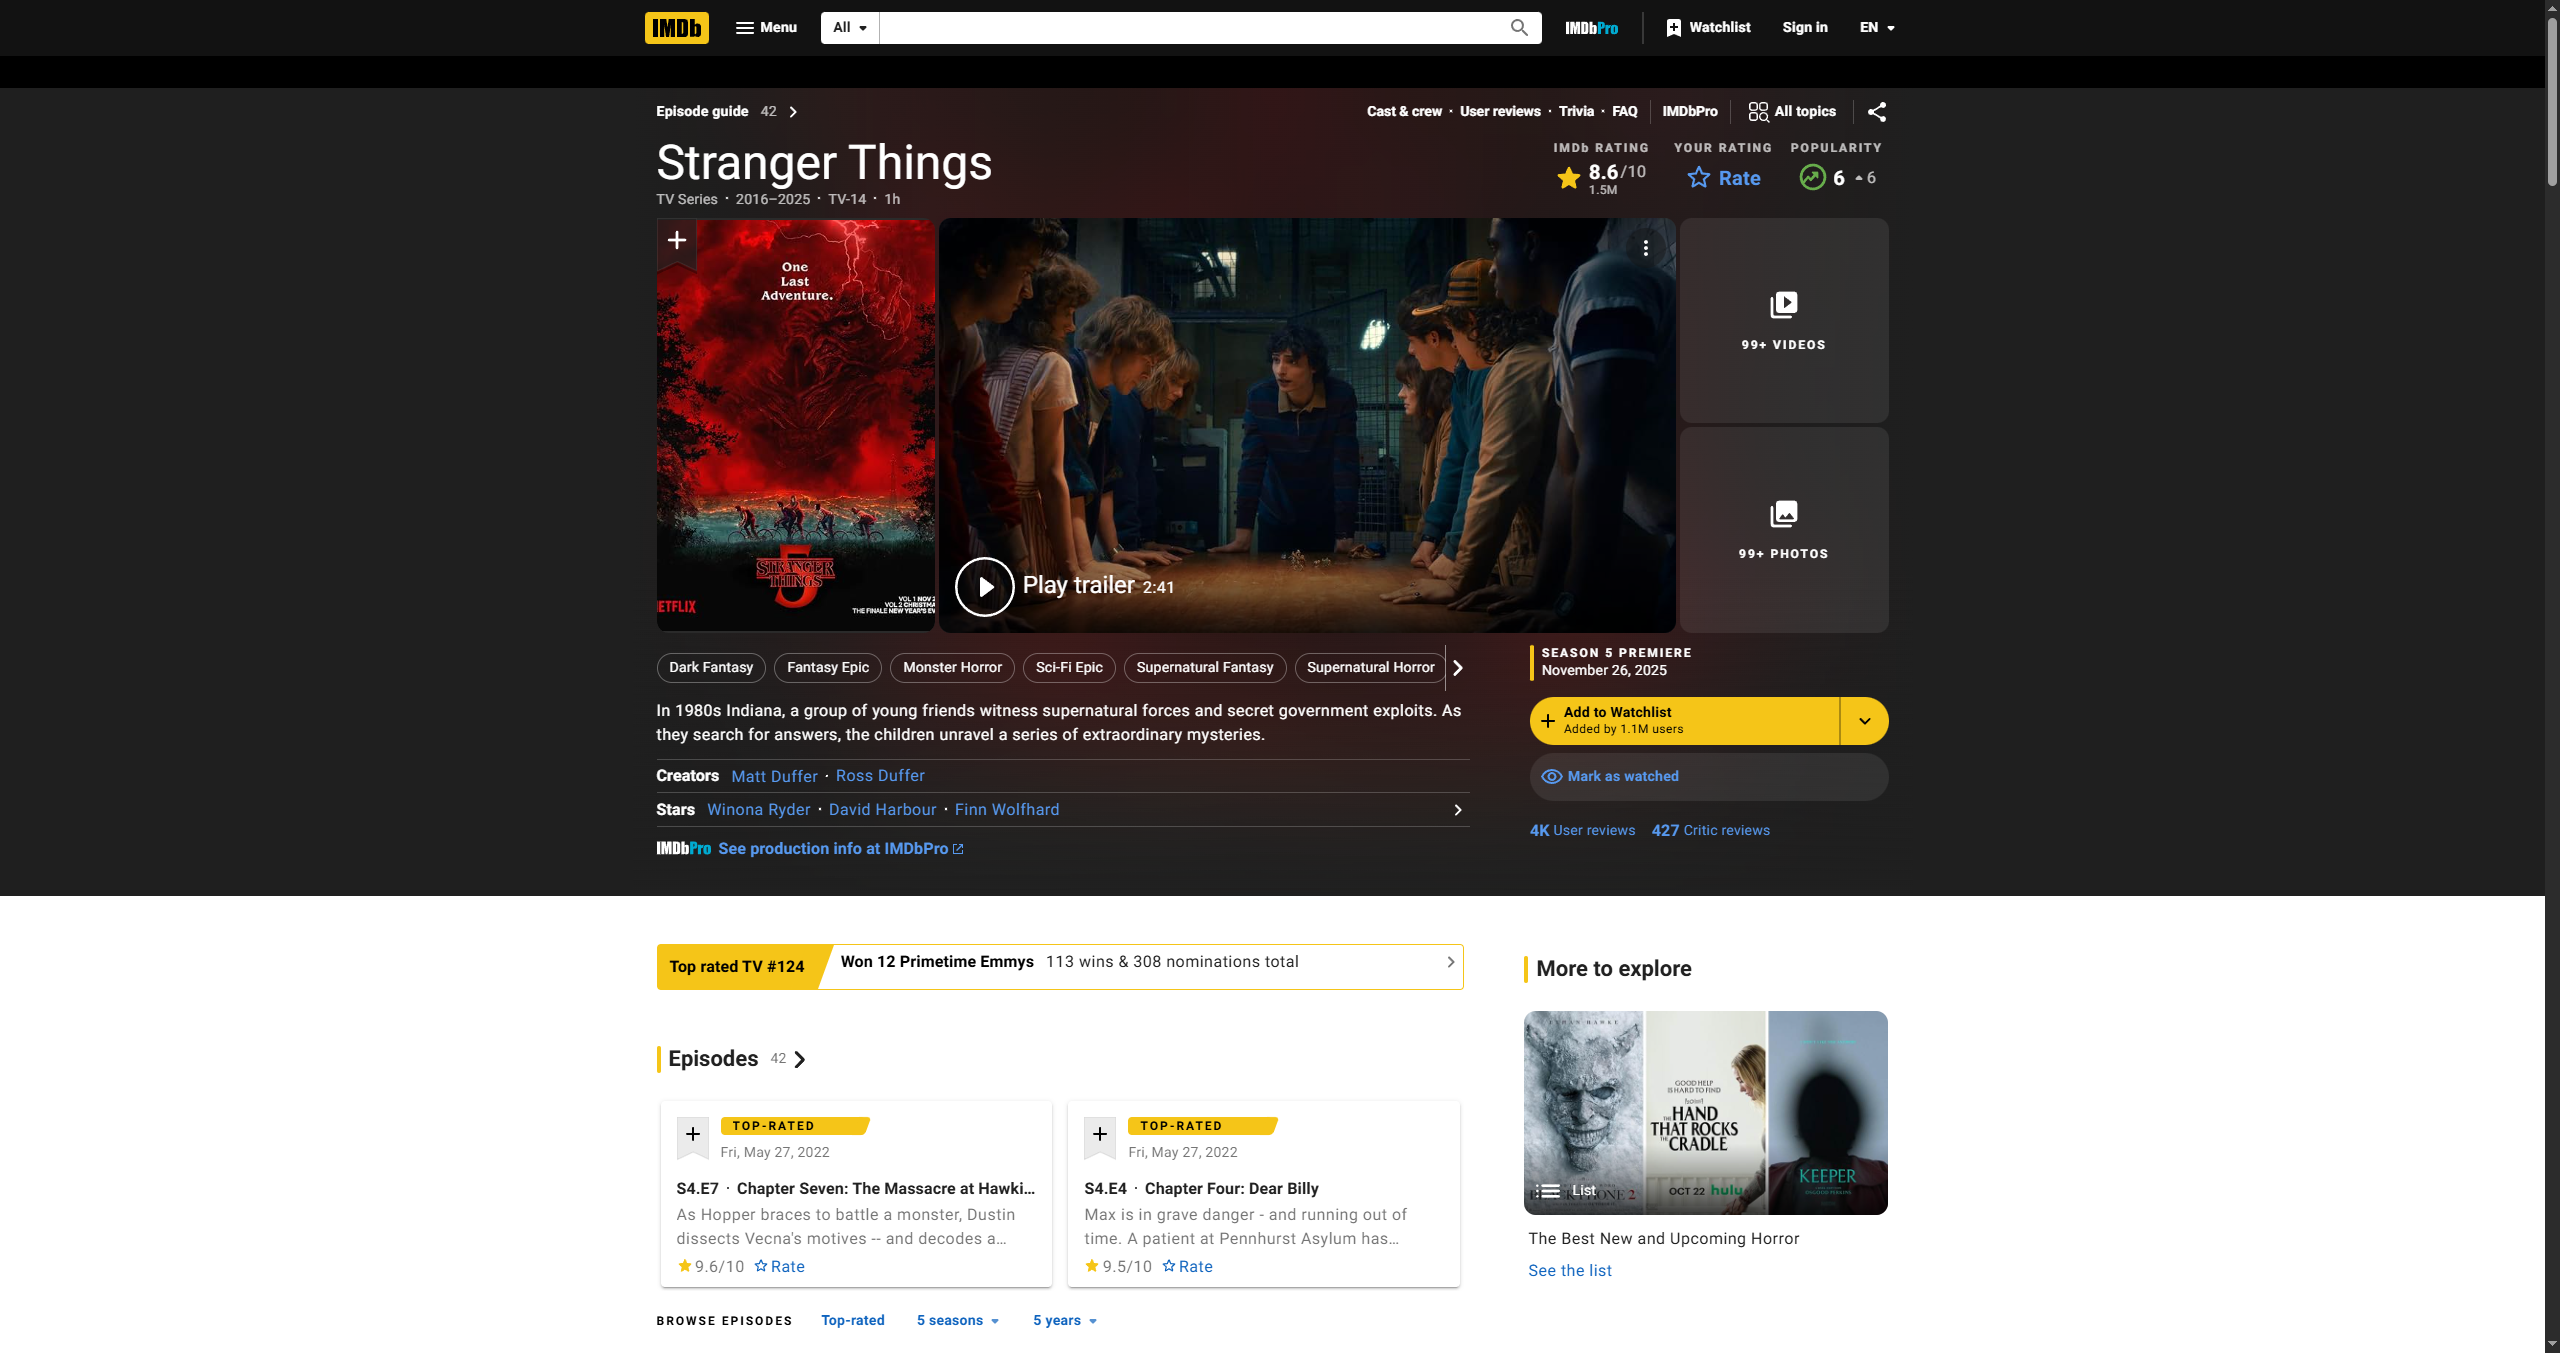 IMDb
Menu
All
IMDbPro
Watchlist
Sign in
EN
Episode guide 42
Cast & crew · User reviews · Trivia · FAQ
IMDbPro
All topics
Stranger Things
TV Series · 2016–2025 · TV-14 · 1h
IMDb RATING
8.6/10
1.5M
YOUR RATING
Rate
POPULARITY
6
6
One
Last
Adventure.
5
STRANGER
THINGS
ETFLIX
VOL 1 NOV 2
VOL 2 CHRISTMA
THE FINALE NEW YEAR'S EV
Play trailer 2:41
99+ VIDEOS
99+ PHOTOS
Dark Fantasy
Fantasy Epic
Monster Horror
Sci-Fi Epic
Supernatural Fantasy
Supernatural Horror
In 1980s Indiana, a group of young friends witness supernatural forces and secret government exploits. As
they search for answers, the children unravel a series of extraordinary mysteries.
Creators Matt Duffer · Ross Duffer
Stars Winona Ryder · David Harbour · Finn Wolfhard
IMDbPro See production info at IMDbPro
SEASON 5 PREMIERE
November 26, 2025
Add to Watchlist
Added by 1.1M users
Mark as watched
4K User reviews 427 Critic reviews
Top rated TV #124
Won 12 Primetime Emmys 113 wins & 308 nominations total
Episodes 42
TOP-RATED
Fri, May 27, 2022
S4.E7 · Chapter Seven: The Massacre at Hawki...
As Hopper braces to battle a monster, Dustin
dissects Vecna's motives -- and decodes a...
9.6/10 Rate
TOP-RATED
Fri, May 27, 2022
S4.E4 · Chapter Four: Dear Billy
Max is in grave danger - and running out of
time. A patient at Pennhurst Asylum has...
9.5/10 Rate
BROWSE EPISODES
Top-rated
5 seasons
5 years
More to explore
PHONE 2
List
GOOD HELP
IS HARD TO FIND
THE HAND
THAT ROCKS
THE CRADLE
OCT 22 hulu
KEEPER
The Best New and Upcoming Horror
See the list